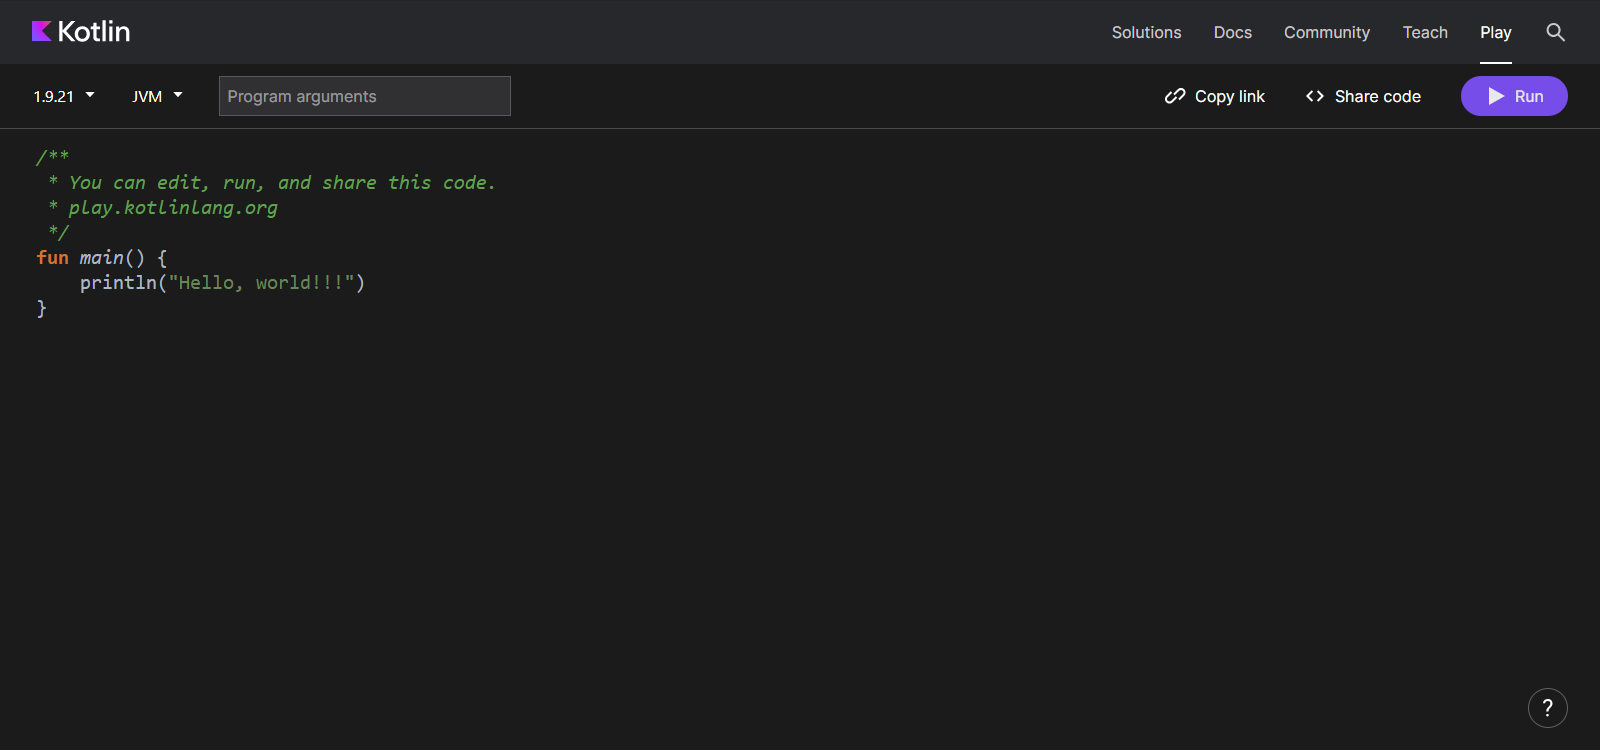 Kotlin Solutions Docs Community Teach Play
1.9.21 JVM Program arguments Copy link Share code Run
/**
 * You can edit, run, and share this code.
 * play.kotlinlang.org
 */
fun main() {
    println("Hello, world!!!")
}
?